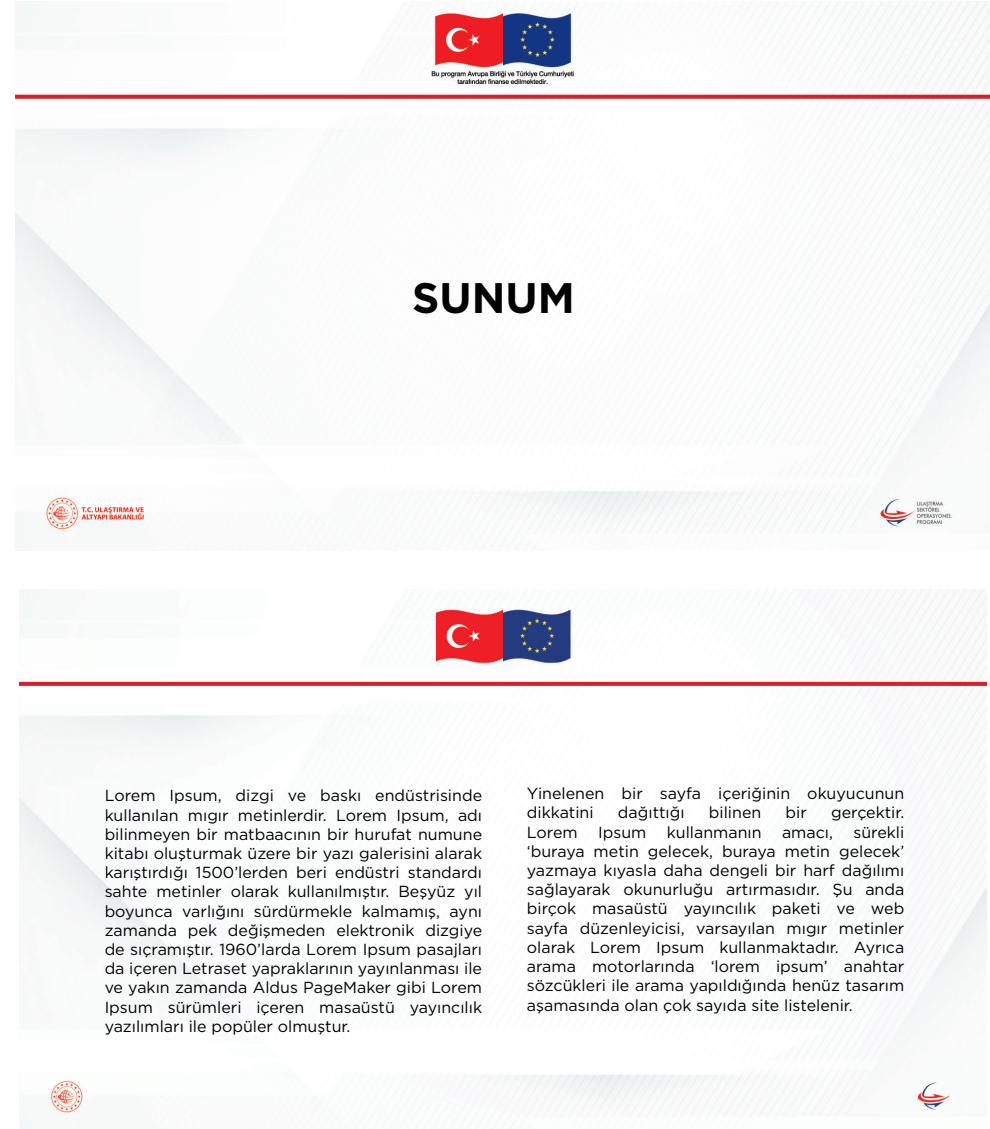 Bu program Avrupa Birliği ve Türkiye Cumhuriyeti
tarafından finanse edilmektedir.
SUNUM
T.C. ULAŞTIRMA VE
ALTYAPI BAKANLIĞI
ULAŞTIRMA
SEKTÖREL
OPERASYONEL
PROGRAMI
Lorem Ipsum, dizgi ve baskı endüstrisinde
kullanılan mıgır metinlerdir. Lorem Ipsum, adı
bilinmeyen bir matbaacının bir hurufat numune
kitabı oluşturmak üzere bir yazı galerisini alarak
karıştırdığı 1500’lerden beri endüstri standardı
sahte metinler olarak kullanılmıştır. Beşyüz yıl
boyunca varlığını sürdürmekle kalmamış, aynı
zamanda pek değişmeden elektronik dizgiye
de sıçramıştır. 1960’larda Lorem Ipsum pasajları
da içeren Letraset yapraklarının yayınlanması ile
ve yakın zamanda Aldus PageMaker gibi Lorem
Ipsum sürümleri içeren masaüstü yayıncılık
yazılımları ile popüler olmuştur.
Yinelenen bir sayfa içeriğinin okuyucunun
dikkatini dağıttığı bilinen bir gerçektir.
Lorem Ipsum kullanmanın amacı, sürekli
‘buraya metin gelecek, buraya metin gelecek’
yazmaya kıyasla daha dengeli bir harf dağılımı
sağlayarak okunurluğu artırmasıdır. Şu anda
birçok masaüstü yayıncılık paketi ve web
sayfa düzenleyicisi, varsayılan mıgır metinler
olarak Lorem Ipsum kullanmaktadır. Ayrıca
arama motorlarında ‘lorem ipsum’ anahtar
sözcükleri ile arama yapıldığında henüz tasarım
aşamasında olan çok sayıda site listelenir.